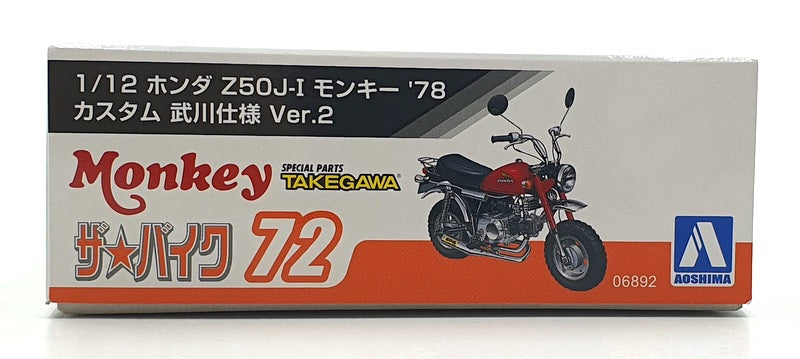 1/12 ホンダ Z50J-I モンキー '78
カスタム 武川仕様 Ver.2
Monkey
SPECIAL PARTS
TAKEGAWA®
ザ★バイク 72
HONDA
06892
AOSHIMA